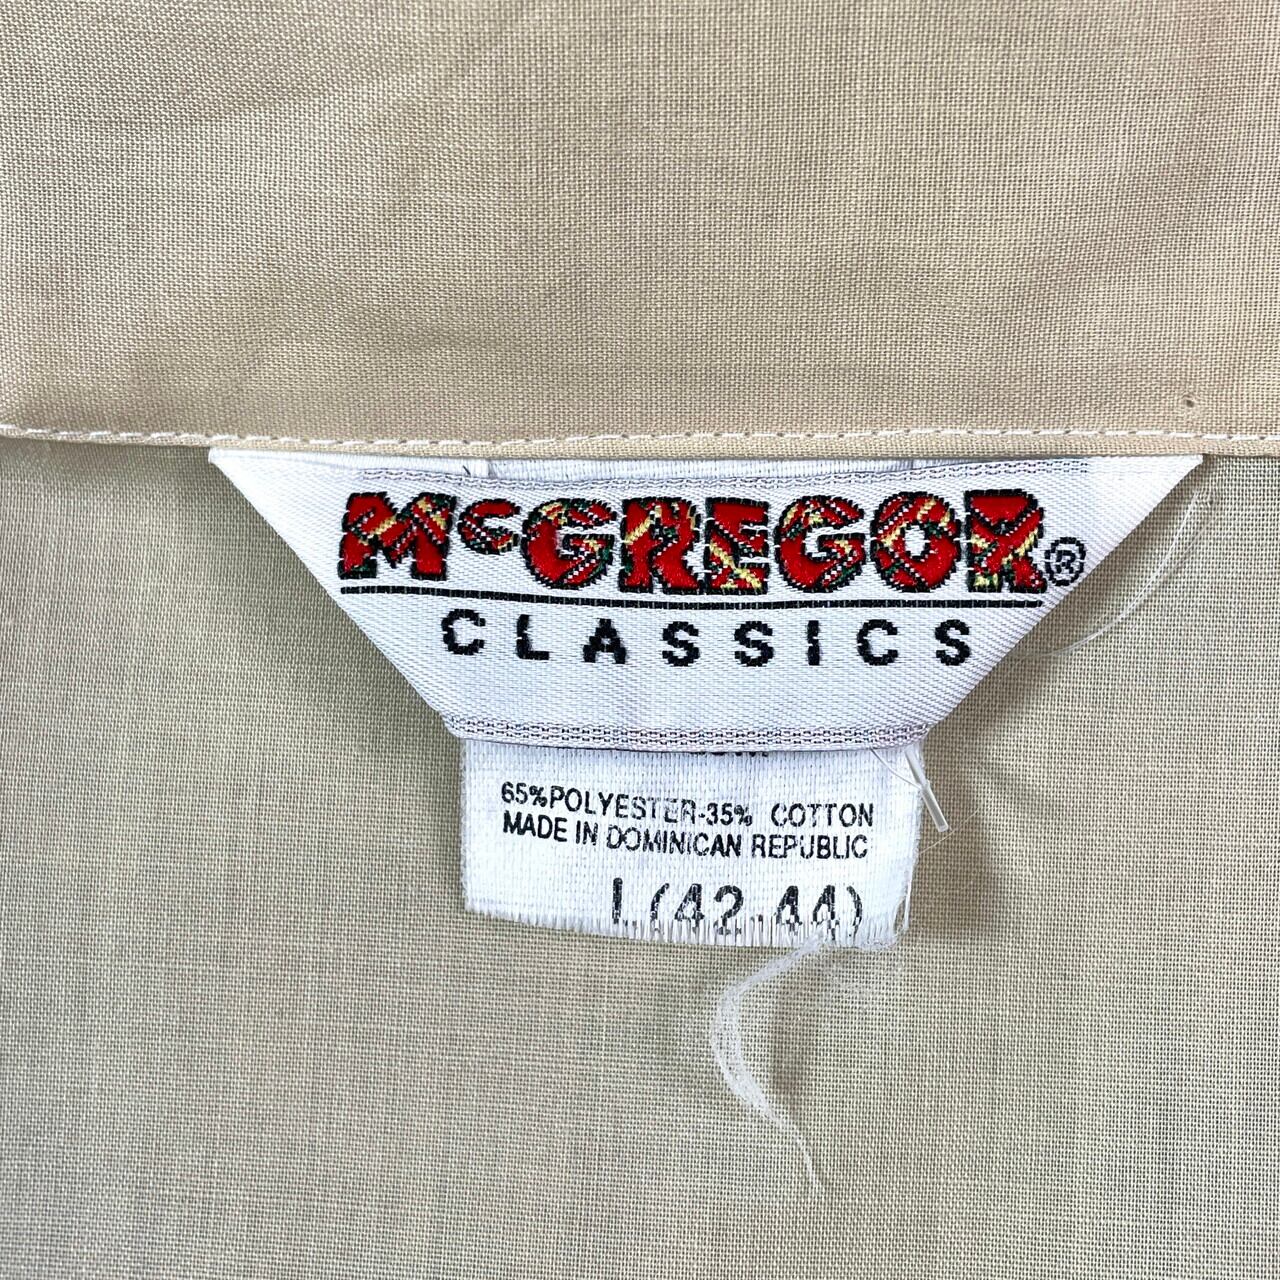 McGREGOR®
CLASSICS
65%POLYESTER-35% COTTON
MADE IN DOMINICAN REPUBLIC
L (42-44)